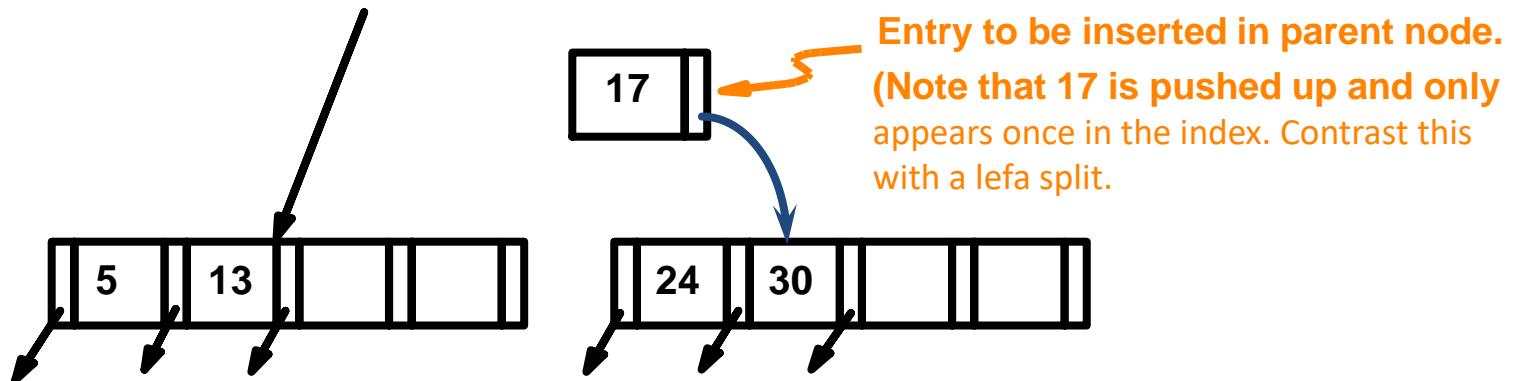 Entry to be inserted in parent node.
(Note that 17 is pushed up and only
appears once in the index. Contrast this
with a lefa split.
17
5 13
24 30